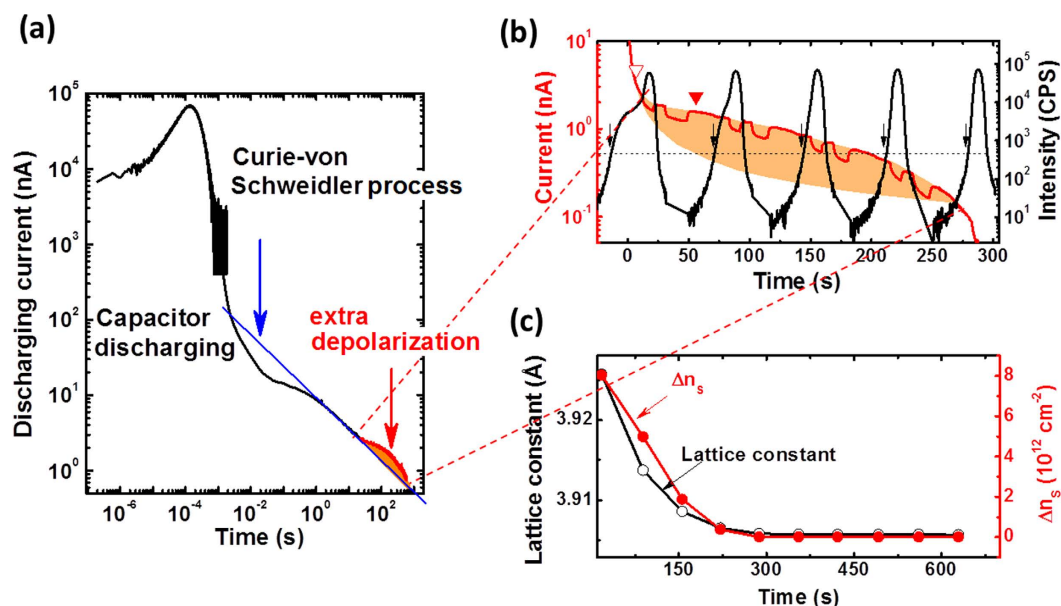 (a)
Discharging current (nA)
10^5
10^4
10^3
10^2
10^1
10^0
Curie-von
Schweidler process
Capacitor
discharging
extra
depolarization
10^-6
10^-4
10^-2
10^0
10^2
Time (s)
(b)
Current (nA)
10^1
10^0
10^-1
10^5
10^4
10^3
10^2
10^1
Intensity (CPS)
0
50
100
150
200
250
300
Time (s)
(c)
Lattice constant (Å)
3.92
3.91
Δn_s
Lattice constant
8
6
4
2
0
Δn_s (10^12 cm^-2)
150
300
450
600
Time (s)